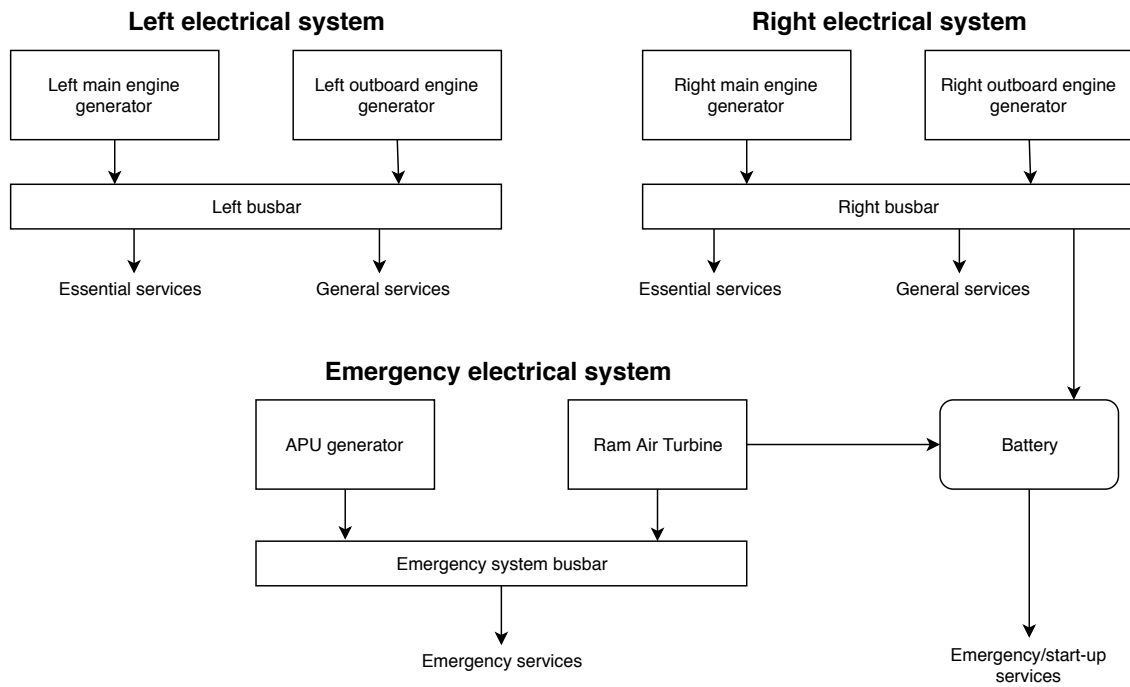 Left electrical system
Right electrical system
Left main engine
generator
Left outboard engine
generator
Right main engine
generator
Right outboard engine
generator
Left busbar
Right busbar
Essential services
General services
Essential services
General services
Emergency electrical system
APU generator
Ram Air Turbine
Battery
Emergency system busbar
Emergency services
Emergency/start-up
services